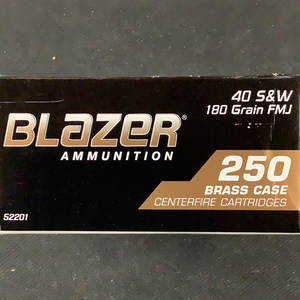 40 S&W
180 Grain FMJ
BLAZER®
AMMUNITION
250
BRASS CASE
CENTERFIRE CARTRIDGES
52201